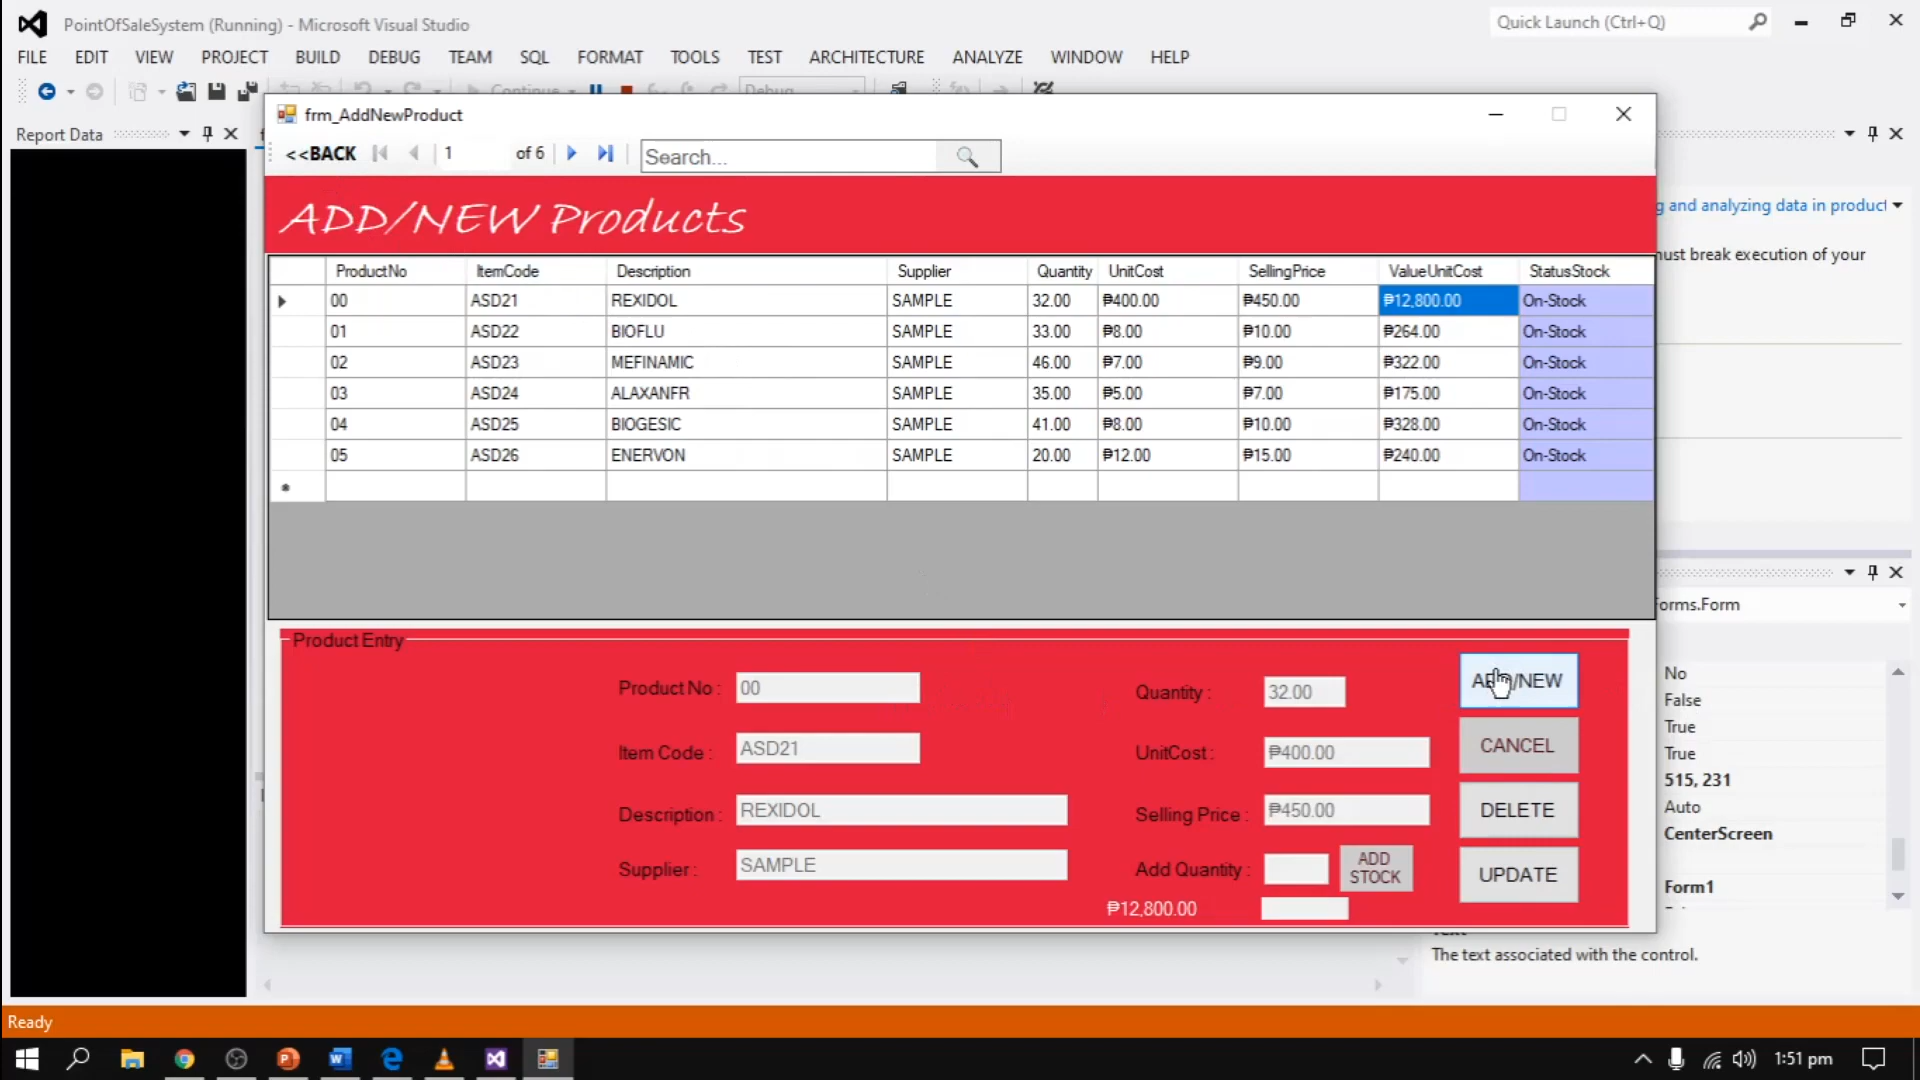 PointOfSaleSystem (Running) - Microsoft Visual Studio
Quick Launch (Ctrl+Q)
FILE EDIT VIEW PROJECT BUILD DEBUG TEAM SQL FORMAT TOOLS TEST ARCHITECTURE ANALYZE WINDOW HELP
Continue Debug
Report Data
frm_AddNewProduct
<<BACK 1 of 6 Search...
ADD/NEW Products
ProductNo ItemCode Description Supplier Quantity UnitCost SellingPrice ValueUnitCost StatusStock
00 ASD21 REXIDOL SAMPLE 32.00 ₱400.00 ₱450.00 ₱12,800.00 On-Stock
01 ASD22 BIOFLU SAMPLE 33.00 ₱8.00 ₱10.00 ₱264.00 On-Stock
02 ASD23 MEFINAMIC SAMPLE 46.00 ₱7.00 ₱9.00 ₱322.00 On-Stock
03 ASD24 ALAXANFR SAMPLE 35.00 ₱5.00 ₱7.00 ₱175.00 On-Stock
04 ASD25 BIOGESIC SAMPLE 41.00 ₱8.00 ₱10.00 ₱328.00 On-Stock
05 ASD26 ENERVON SAMPLE 20.00 ₱12.00 ₱15.00 ₱240.00 On-Stock
Product Entry
Product No : 00
Item Code : ASD21
Description : REXIDOL
Supplier : SAMPLE
Quantity : 32.00
UnitCost : ₱400.00
Selling Price : ₱450.00
Add Quantity : ADD STOCK
₱12,800.00
ADD/NEW
CANCEL
DELETE
UPDATE
g and analyzing data in product
must break execution of your
Forms.Form
No
False
True
True
515, 231
Auto
CenterScreen
Form1
The text associated with the control.
Ready
1:51 pm